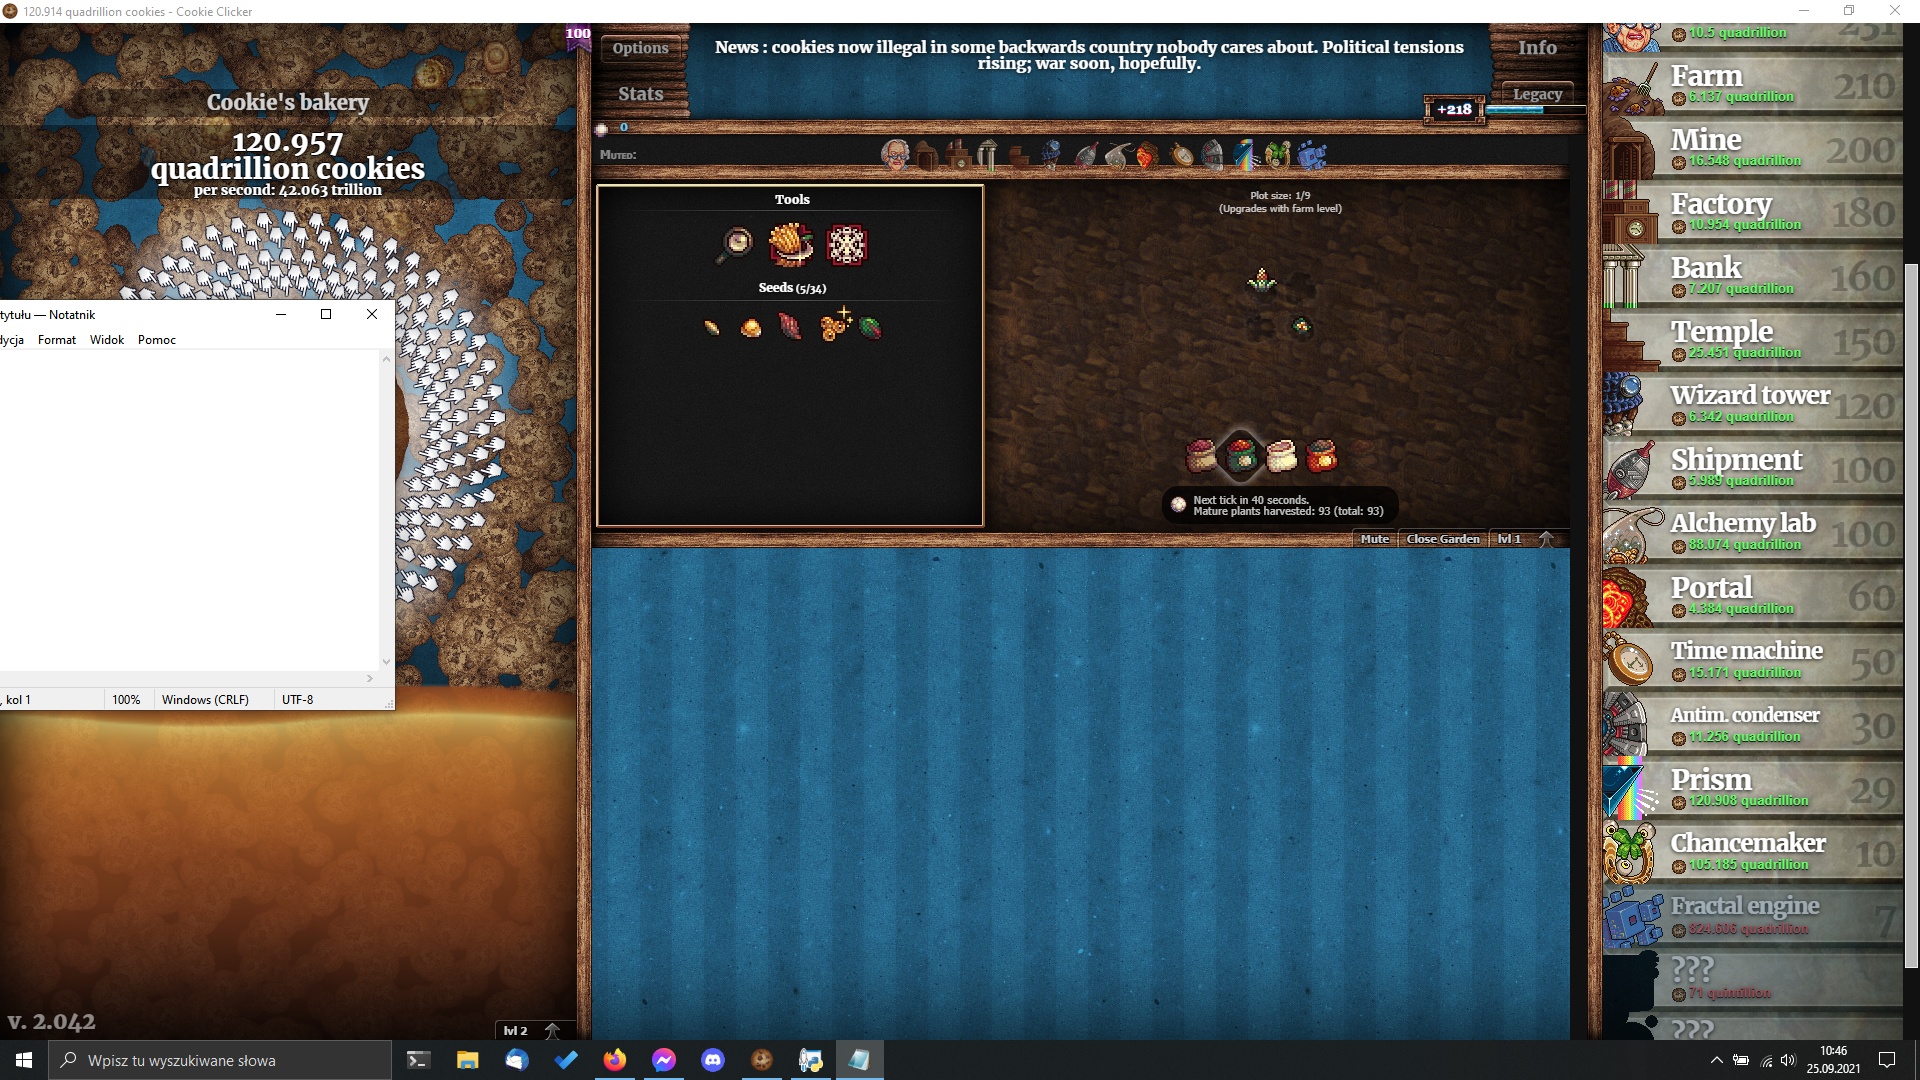 120.914 quadrillion cookies - Cookie Clicker
100
Options
Stats
News : cookies now illegal in some backwards country nobody cares about. Political tensions
rising; war soon, hopefully.
Info
Legacy
+218
0
Muted:
Cookie's bakery
120.957
quadrillion cookies
per second: 42.063 trillion
tytułu — Notatnik
dycja Format Widok Pomoc
, kol 1 100% Windows (CRLF) UTF-8
v. 2.042
lvl 2
Tools
Seeds (5/34)
Plot size: 1/9
(Upgrades with farm level)
Next tick in 40 seconds.
Mature plants harvested: 93 (total: 93)
Mute Close Garden lvl 1
10.5 quadrillion
231
Farm
6.137 quadrillion
210
Mine
16.548 quadrillion
200
Factory
10.954 quadrillion
180
Bank
7.207 quadrillion
160
Temple
25.451 quadrillion
150
Wizard tower
6.342 quadrillion
120
Shipment
5.989 quadrillion
100
Alchemy lab
88.074 quadrillion
100
Portal
4.384 quadrillion
60
Time machine
15.171 quadrillion
50
Antim. condenser
11.256 quadrillion
30
Prism
120.908 quadrillion
29
Chancemaker
105.185 quadrillion
10
Fractal engine
824.606 quadrillion
7
???
71 quintillion
???
Wpisz tu wyszukiwane słowa
10:46
25.09.2021